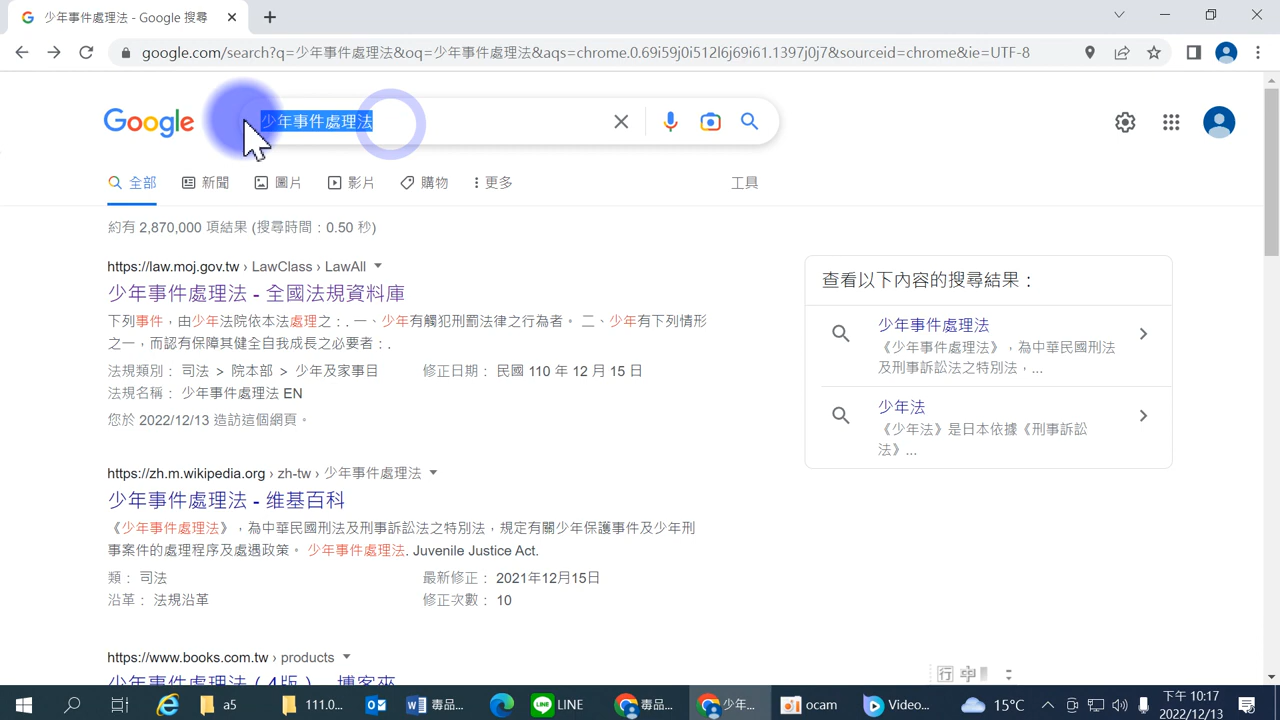 少年事件處理法 - Google 搜尋
google.com/search?q=少年事件處理法&oq=少年事件處理法&aqs=chrome.0.69i59j0i512l6j69i61.1397j0j7&sourceid=chrome&ie=UTF-8
Google
少年事件處理法
全部
新聞
圖片
影片
購物
更多
工具
約有 2,870,000 項結果 (搜尋時間：0.50 秒)
https://law.moj.gov.tw › LawClass › LawAll
少年事件處理法 - 全國法規資料庫
下列事件，由少年法院依本法處理之：. 一、少年有觸犯刑罰法律之行為者。 二、少年有下列情形
之一，而認有保障其健全自我成長之必要者：.
法規類別： 司法 > 院本部 > 少年及家事目
修正日期： 民國 110 年 12 月 15 日
法規名稱： 少年事件處理法 EN
您於 2022/12/13 造訪這個網頁。
https://zh.m.wikipedia.org › zh-tw › 少年事件處理法
少年事件處理法 - 维基百科
《少年事件處理法》，為中華民國刑法及刑事訴訟法之特別法，規定有關少年保護事件及少年刑
事案件的處理程序及處遇政策。 少年事件處理法. Juvenile Justice Act.
類： 司法
最新修正： 2021年12月15日
沿革： 法規沿革
修正次數： 10
https://www.books.com.tw › products
少年事件處理法（4版） - 博客來
查看以下內容的搜尋結果：
少年事件處理法
《少年事件處理法》，為中華民國刑法
及刑事訴訟法之特別法，...
少年法
《少年法》是日本依據《刑事訴訟
法》...
行 中
a5
111.0...
毒品...
LINE
毒品...
少年...
ocam
Video...
15°C
下午 10:17
2022/12/13